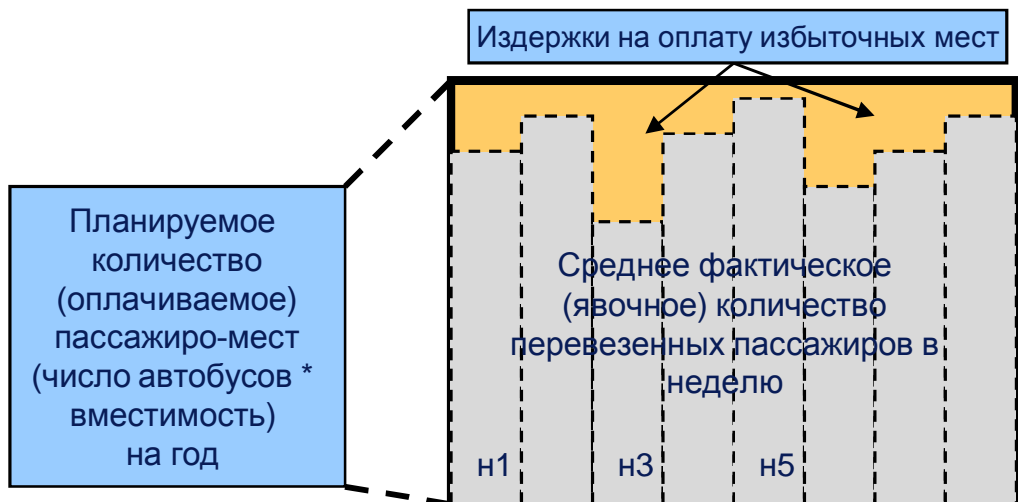 Издержки на оплату избыточных мест
Планируемое
количество
(оплачиваемое)
пассажиро-мест
(число автобусов *
вместимость)
на год
Среднее фактическое
(явочное) количество
перевезенных пассажиров в
неделю
н1 н3 н5